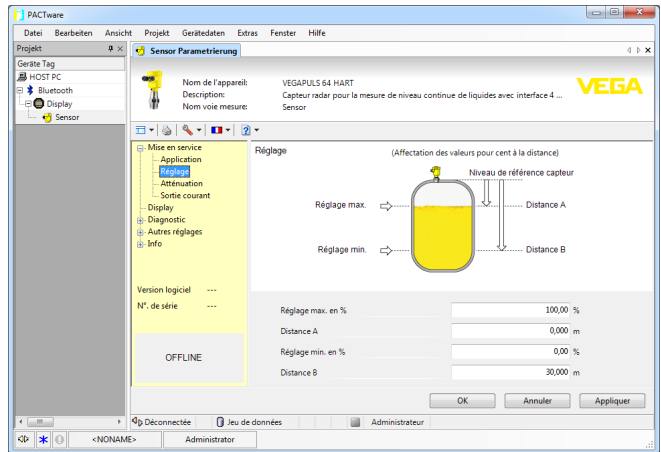 PACTware
Datei Bearbeiten Ansicht Projekt Gerätedaten Extras Fenster Hilfe
Projekt
Sensor Parametrierung
Geräte Tag
HOST PC
Bluetooth
Display
Sensor
Nom de l'appareil: VEGAPULS 64 HART
Description: Capteur radar pour la mesure de niveau continue de liquides avec interface 4 ...
Nom voie mesure: Sensor
VEGA
Mise en service
Application
Réglage
Atténuation
Sortie courant
Display
Diagnostic
Autres réglages
Info
Version logiciel ---
N°. de série ---
OFFLINE
Réglage (Affectation des valeurs pour cent à la distance)
Niveau de référence capteur
Réglage max. Distance A
Réglage min. Distance B
Réglage max. en % 100,00 %
Distance A 0,000 m
Réglage min. en % 0,00 %
Distance B 30,000 m
OK Annuler Appliquer
Déconnectée Jeu de données Administrateur
<NONAME> Administrator